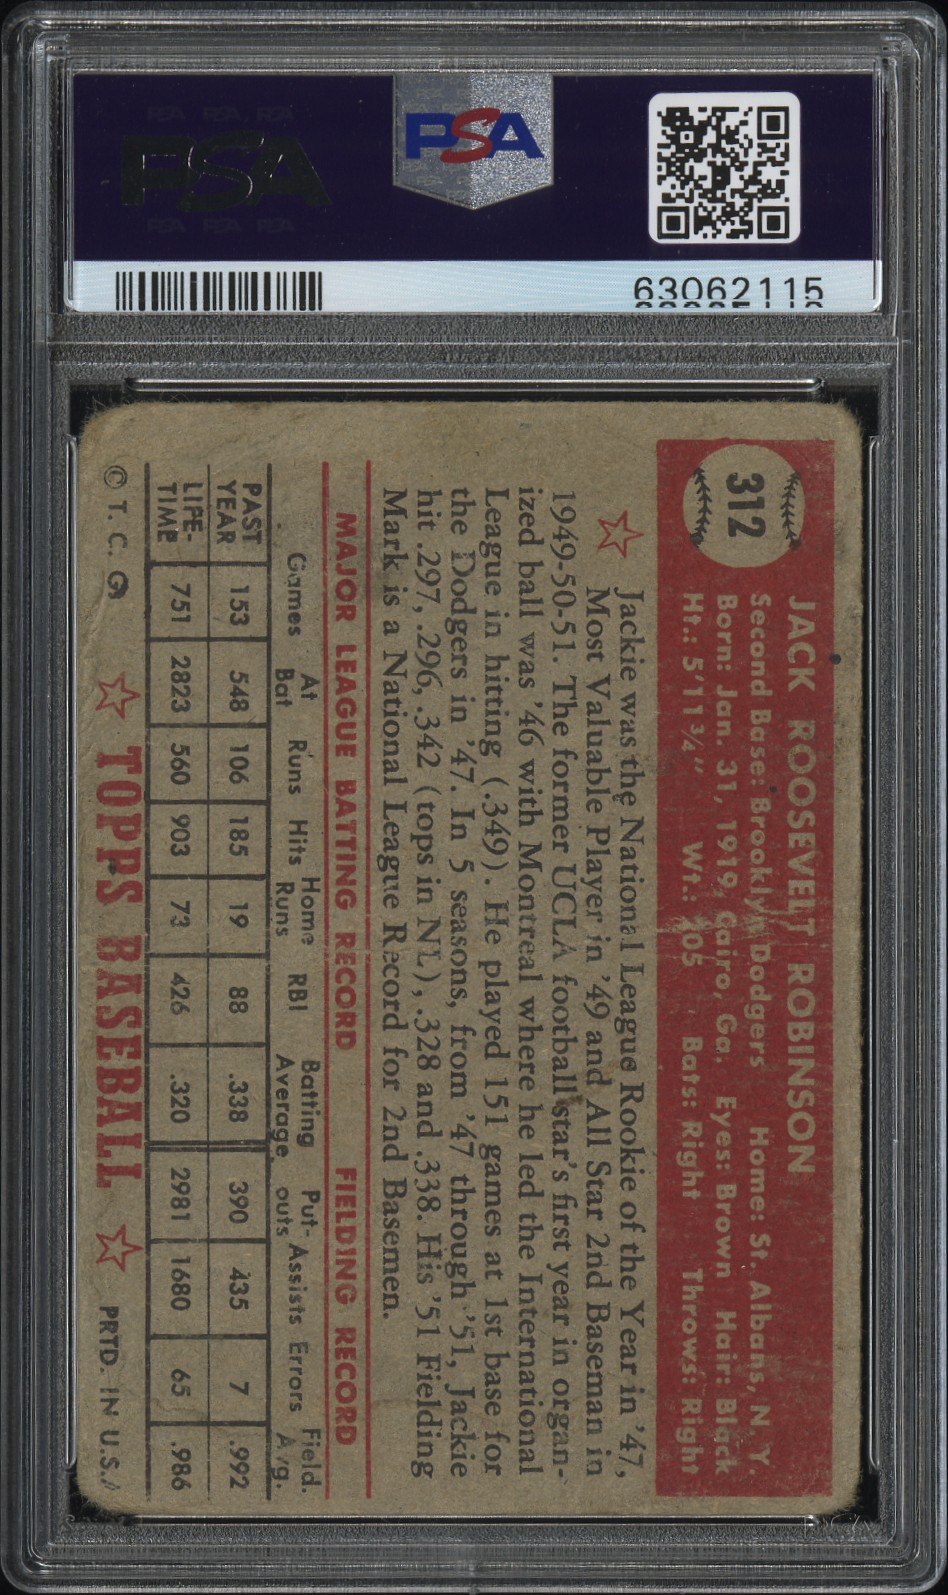 PSA PSA PSA
PSA
PSA PSA PSA
PSA
63062115
312
JACK ROOSEVELT ROBINSON
Second Base: Brooklyn Dodgers Home: St. Albans, N. Y.
Born: Jan. 31, 1919, Cairo, Ga. Eyes: Brown Hair: Black
Ht.: 5'11¾" Wt.: 205 Bats: Right Throws: Right
Jackie was the National League Rookie of the Year in '47,
Most Valuable Player in '49 and All Star 2nd Baseman in
1949-50-51. The former UCLA football star's first year in organ-
ized ball was '46 with Montreal where he led the International
League in hitting (.349). He played 151 games at 1st base for
the Dodgers in '47. In 5 seasons, from '47 through '51, Jackie
hit .297, .296, .342 (tops in NL), .328 and .338. His '51 Fielding
Mark is a National League Record for 2nd Basemen.
MAJOR LEAGUE BATTING RECORD FIELDING RECORD
Games At Bat Runs Hits Home Runs RBI Batting Average Put-outs Assists Errors Field. Avg.
PAST YEAR 153 548 106 185 19 88 .338 390 435 7 .992
LIFE-TIME 751 2823 560 903 73 426 .320 2981 1680 65 .986
© T. C. G. TOPPS BASEBALL PRTD. IN U.S.A